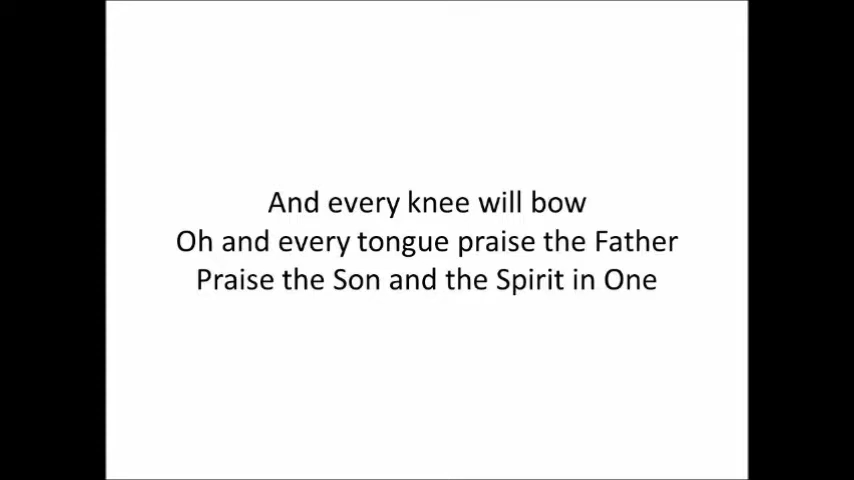 And every knee will bow
Oh and every tongue praise the Father
Praise the Son and the Spirit in One